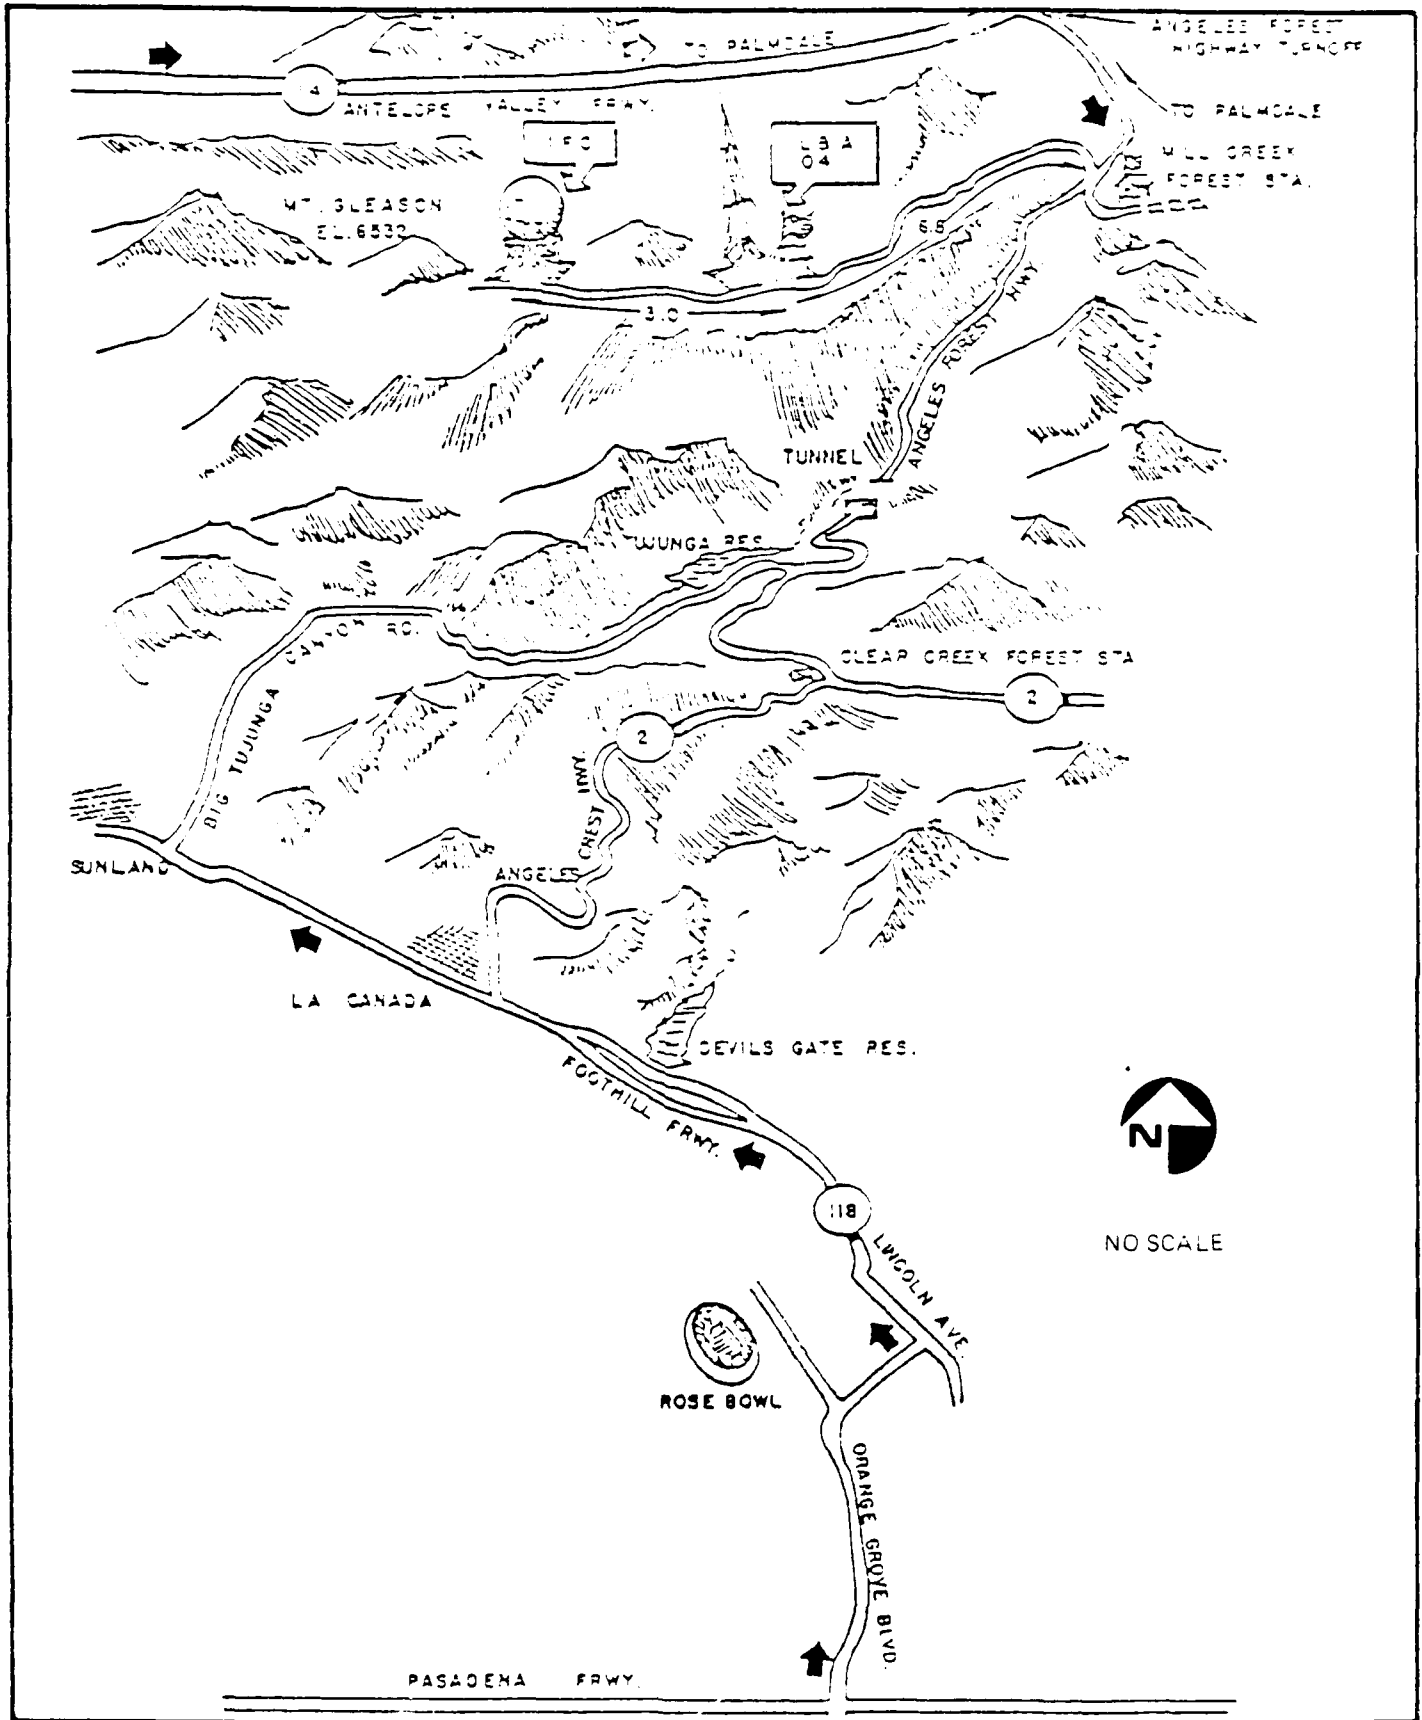 TO PALMDALE
ANGELES FOREST
HIGHWAY TURNOFF
ANTELOPE VALLEY FRWY.
TO PALMDALE
LBA
04
MILL CREEK
FOREST STA.
MT. GLEASON
EL. 6532
6.5
3.0
ANGELES FOREST HWY
TUNNEL
RES.
CANYON RD.
CLEAR CREEK FOREST STA
2
2
BIG TUJUNGA
ANGELES CREST HWY.
SUNLAND
LA CANADA
DEVILS GATE RES.
FOOTHILL FRWY.
N
118
NO SCALE
LINCOLN AVE.
ROSE BOWL
ORANGE GROVE BLVD.
PASADENA FRWY.